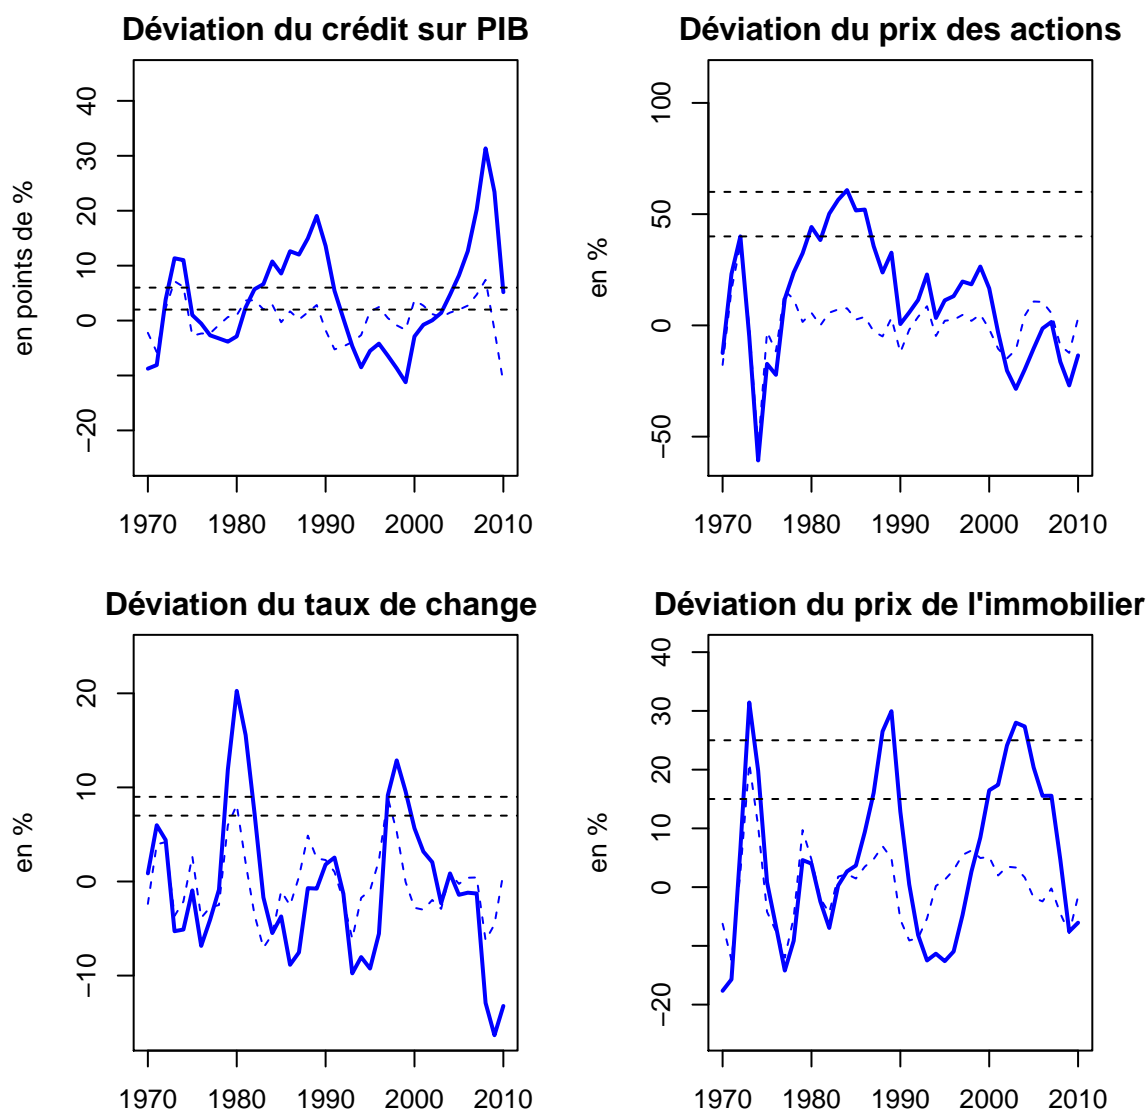 Déviation du crédit sur PIB
en points de %
40
30
20
10
0
−20
1970 1980 1990 2000 2010
Déviation du prix des actions
en %
100
50
0
−50
1970 1980 1990 2000 2010
Déviation du taux de change
en %
20
10
0
−10
1970 1980 1990 2000 2010
Déviation du prix de l'immobilier
en %
40
30
20
10
0
−20
1970 1980 1990 2000 2010